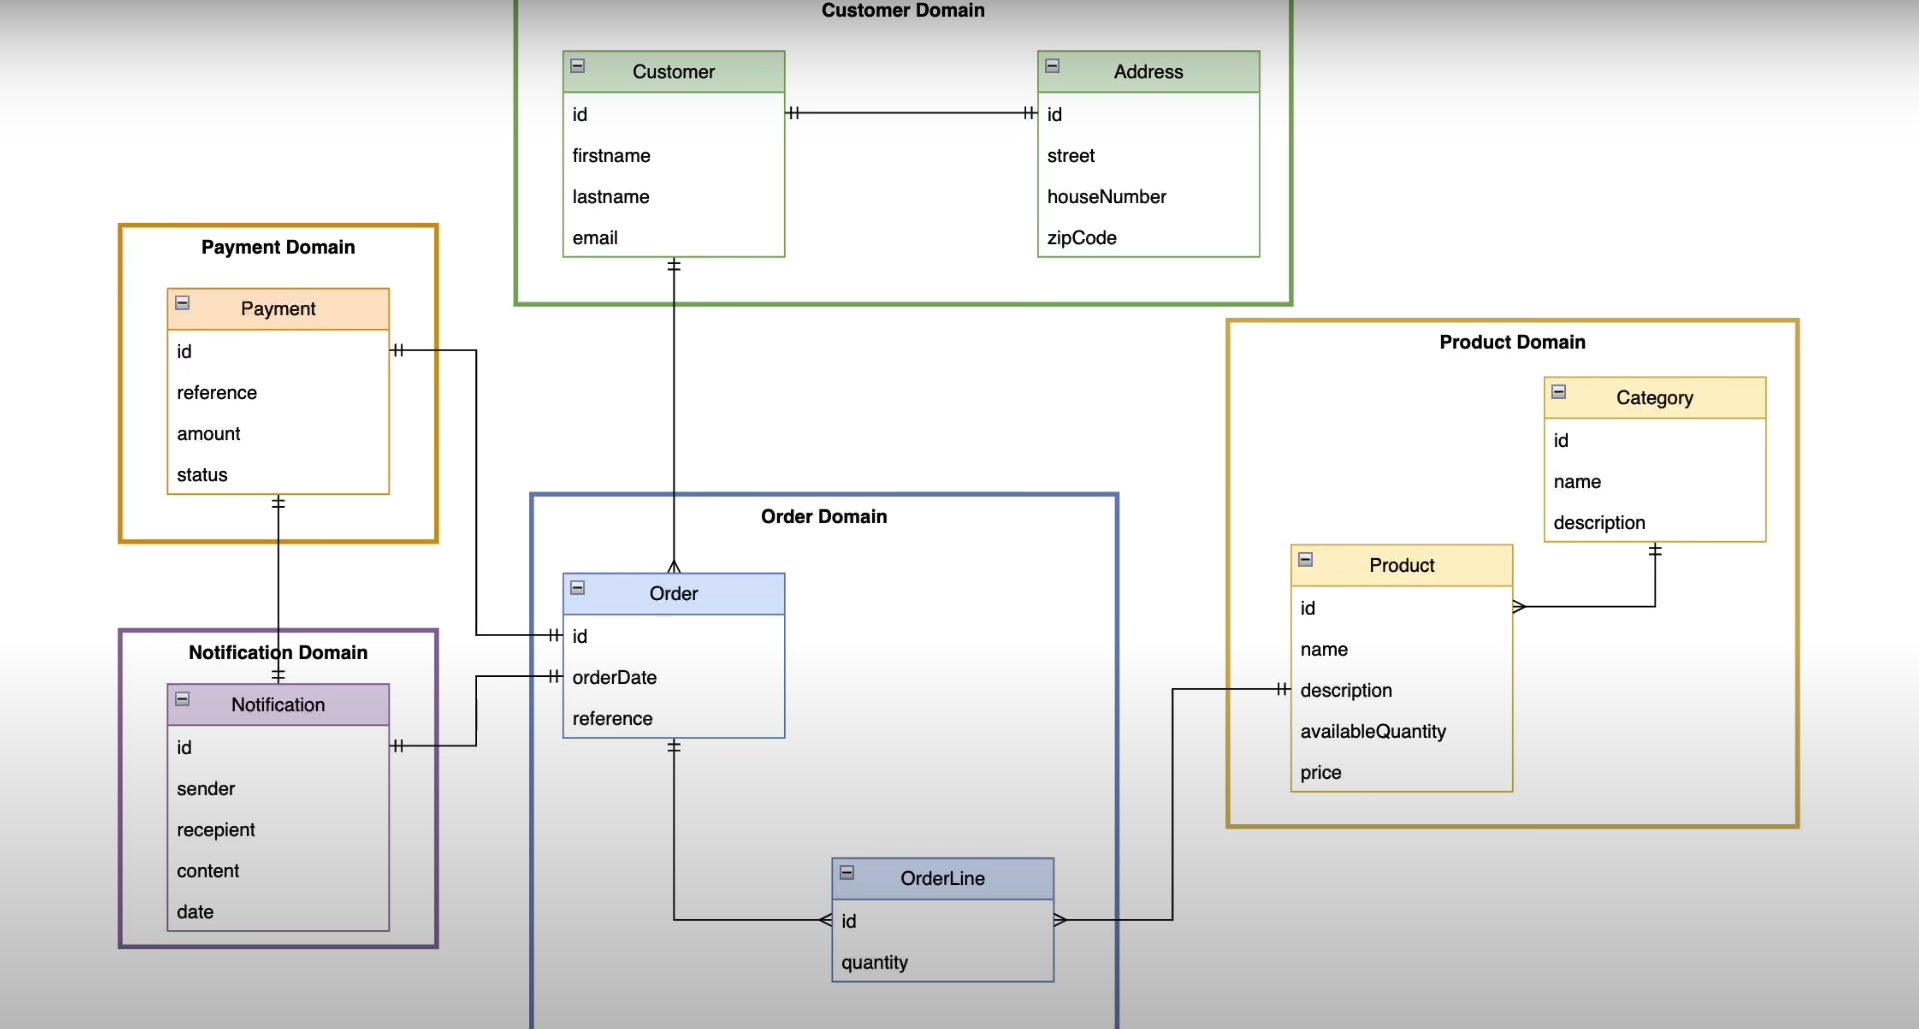 Customer Domain
Customer
id
firstname
lastname
email
Address
id
street
houseNumber
zipCode
Payment Domain
Payment
id
reference
amount
status
Notification Domain
Notification
id
sender
recepient
content
date
Order Domain
Order
id
orderDate
reference
OrderLine
id
quantity
Product Domain
Category
id
name
description
Product
id
name
description
availableQuantity
price